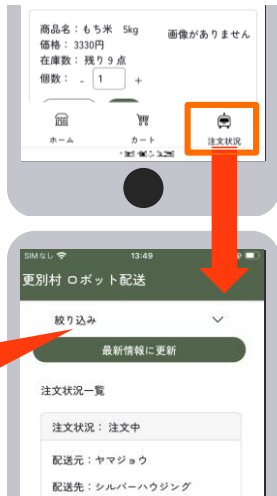 商品名：もち米 5kg
価格：3330円
在庫数：残り9点
個数： - 1 +
画像がありません
ホーム カート 注文状況
SIMなし 13:49
更別村 ロボット配送
絞り込み
最新情報に更新
注文状況一覧
注文状況：注文中
配送元：ヤマジョウ
配送先：シルバーハウジング